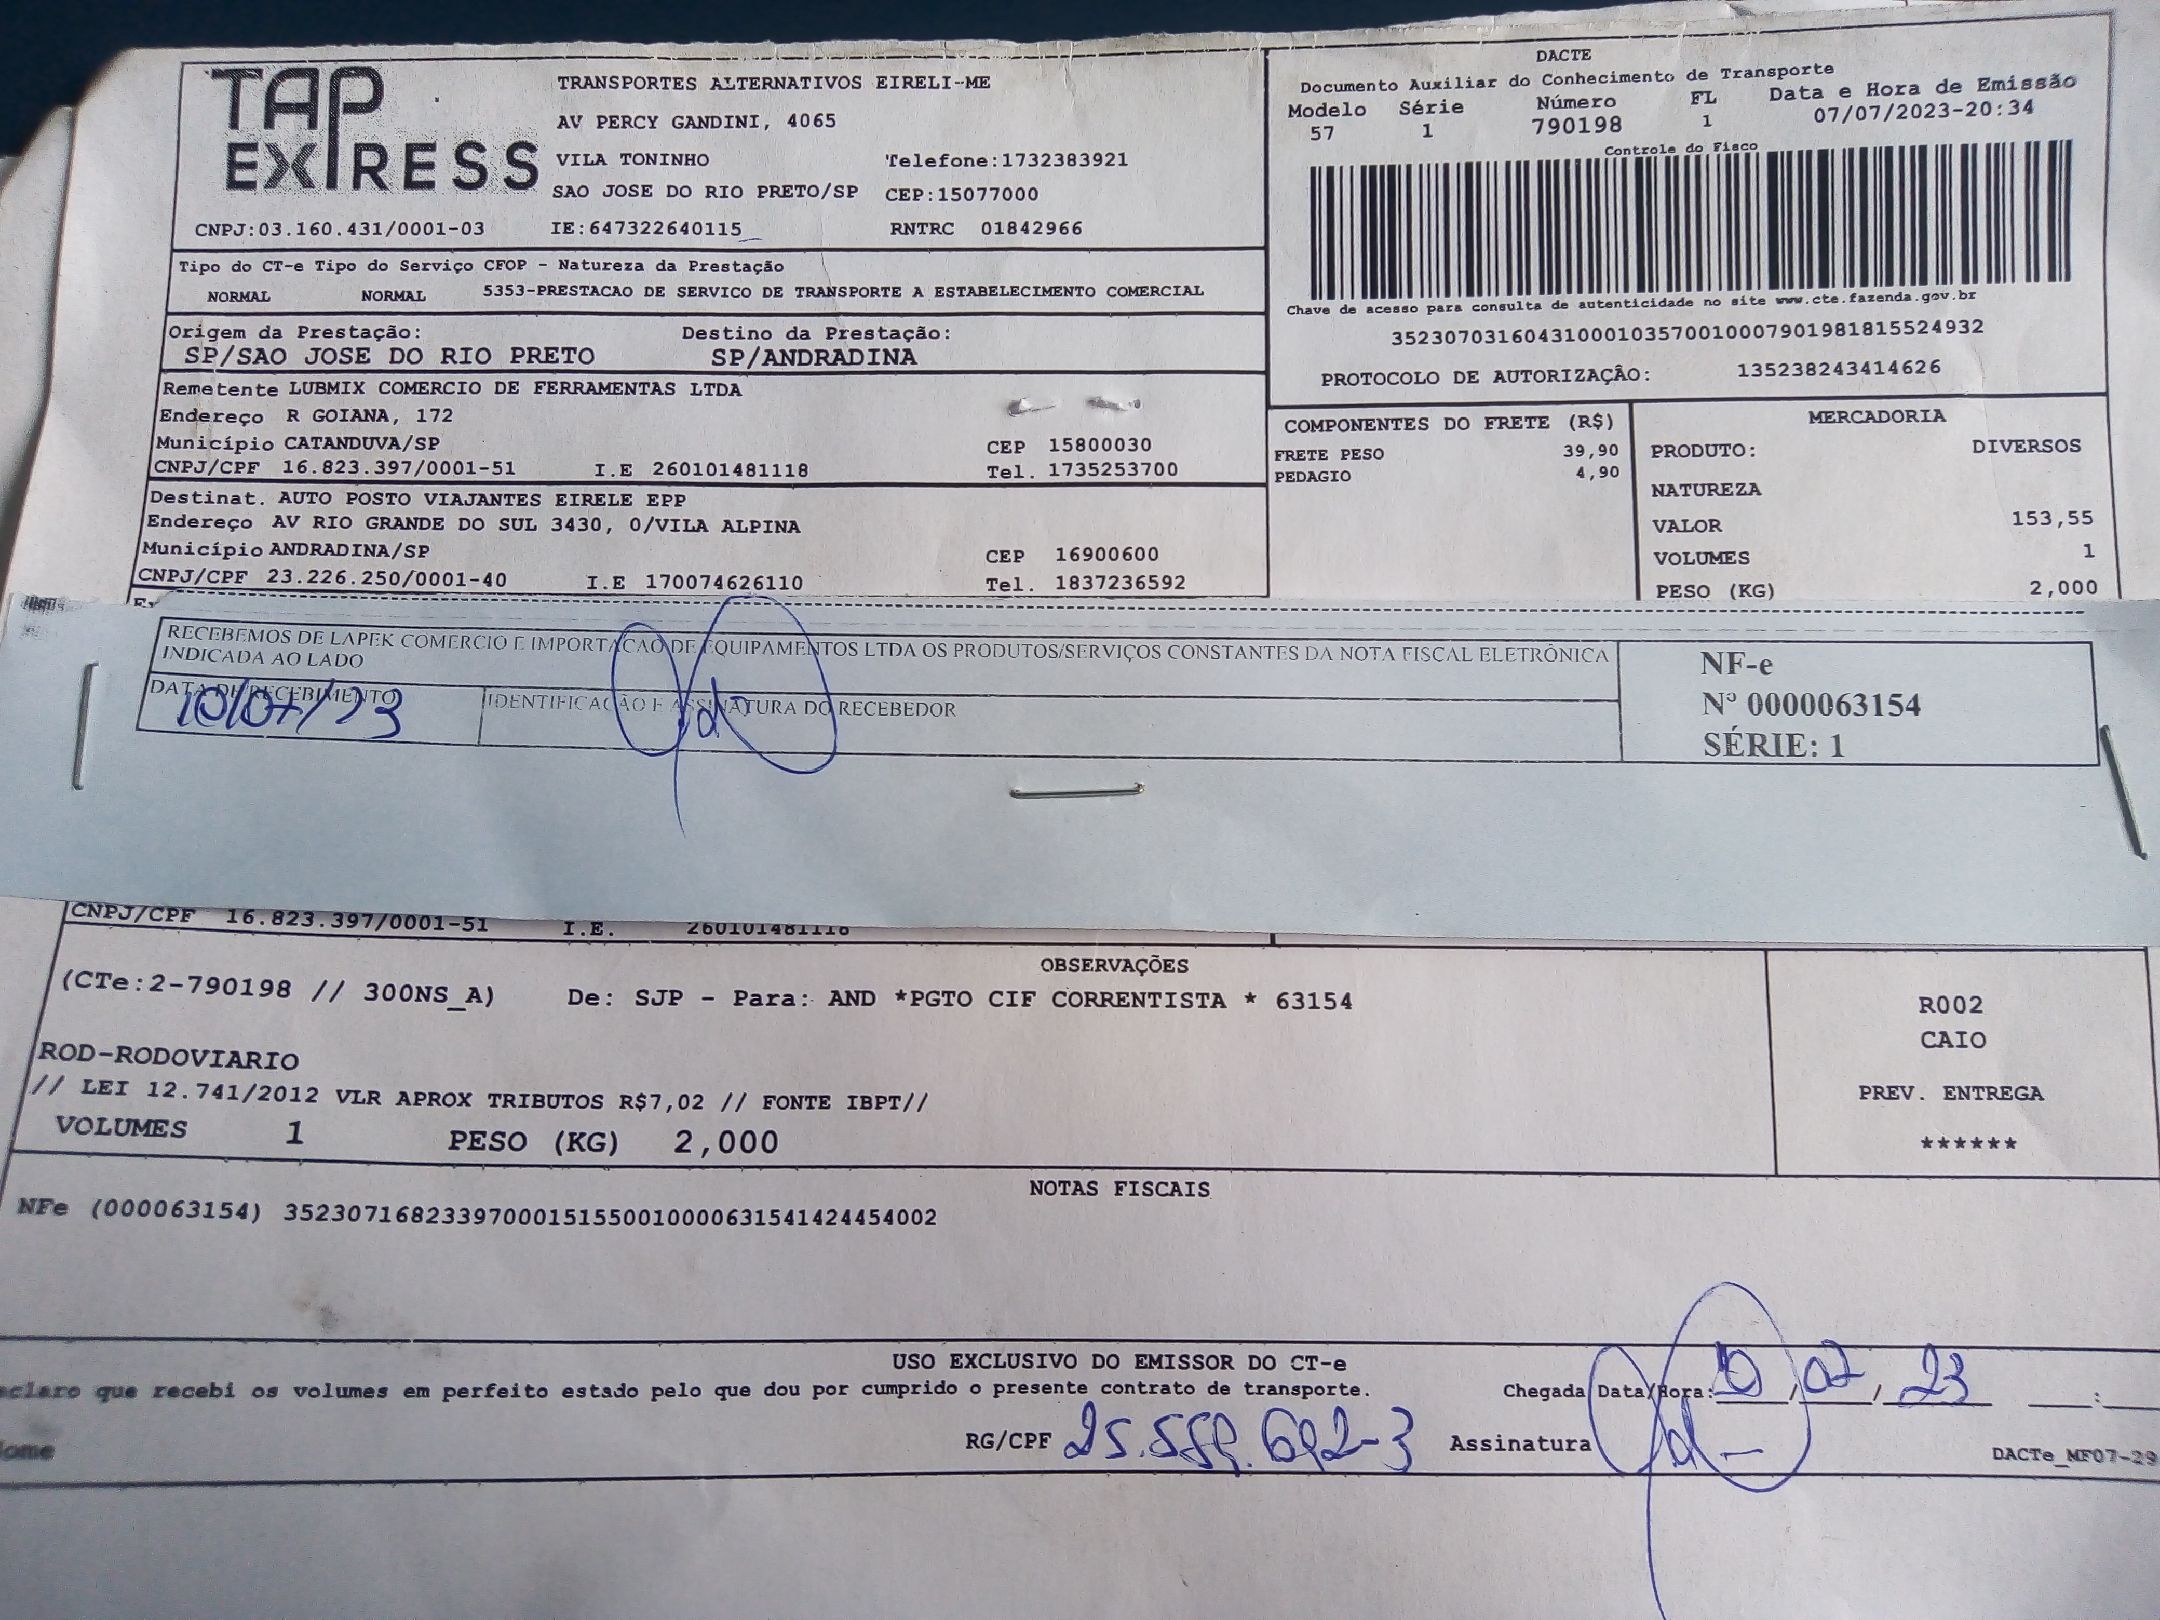 TAP EXPRESS
TRANSPORTES ALTERNATIVOS EIRELI-ME
AV PERCY GANDINI, 4065
VILA TONINHO Telefone:1732383921
SAO JOSE DO RIO PRETO/SP CEP:15077000
CNPJ:03.160.431/0001-03 IE:647322640115 RNTRC 01842966
DACTE
Documento Auxiliar do Conhecimento de Transporte
Modelo Série Número FL Data e Hora de Emissão
57 1 790198 1 07/07/2023-20:34
Controle do Fisco
Chave de acesso para consulta de autenticidade no site www.cte.fazenda.gov.br
35230703160431000103570010007901981815524932
PROTOCOLO DE AUTORIZAÇÃO: 135238243414626
Tipo do CT-e Tipo do Serviço CFOP - Natureza da Prestação
NORMAL NORMAL 5353-PRESTACAO DE SERVICO DE TRANSPORTE A ESTABELECIMENTO COMERCIAL
Origem da Prestação: Destino da Prestação:
SP/SAO JOSE DO RIO PRETO SP/ANDRADINA
Remetente LUBMIX COMERCIO DE FERRAMENTAS LTDA
Endereço R GOIANA, 172
Município CATANDUVA/SP CEP 15800030
CNPJ/CPF 16.823.397/0001-51 I.E 260101481118 Tel. 1735253700
Destinat. AUTO POSTO VIAJANTES EIRELE EPP
Endereço AV RIO GRANDE DO SUL 3430, 0/VILA ALPINA
Município ANDRADINA/SP CEP 16900600
CNPJ/CPF 23.226.250/0001-40 I.E 170074626110 Tel. 1837236592
COMPONENTES DO FRETE (R$)
FRETE PESO 39,90
PEDAGIO 4,90
MERCADORIA
PRODUTO: DIVERSOS
NATUREZA
VALOR 153,55
VOLUMES 1
PESO (KG) 2,000
RECEBEMOS DE LAPEK COMERCIO E IMPORTACAO DE EQUIPAMENTOS LTDA OS PRODUTOS/SERVIÇOS CONSTANTES DA NOTA FISCAL ELETRÔNICA
INDICADA AO LADO
DATA DE RECEBIMENTO IDENTIFICAÇÃO E ASSINATURA DO RECEBEDOR
10/07/23
NF-e
Nº 0000063154
SÉRIE: 1
CNPJ/CPF 16.823.397/0001-51 I.E. 260101481118
OBSERVAÇÕES
(CTe:2-790198 // 300NS_A) De: SJP - Para: AND *PGTO CIF CORRENTISTA * 63154
ROD-RODOVIARIO
// LEI 12.741/2012 VLR APROX TRIBUTOS R$7,02 // FONTE IBPT//
VOLUMES 1 PESO (KG) 2,000
R002
CAIO
PREV. ENTREGA
******
NOTAS FISCAIS
NFe (000063154) 35230716823397000151550010000631541424454002
USO EXCLUSIVO DO EMISSOR DO CT-e
claro que recebi os volumes em perfeito estado pelo que dou por cumprido o presente contrato de transporte. Chegada Data/Hora: 10 / 07 / 23 :
ome RG/CPF 25.559.692-3 Assinatura DACTe_MF07-29